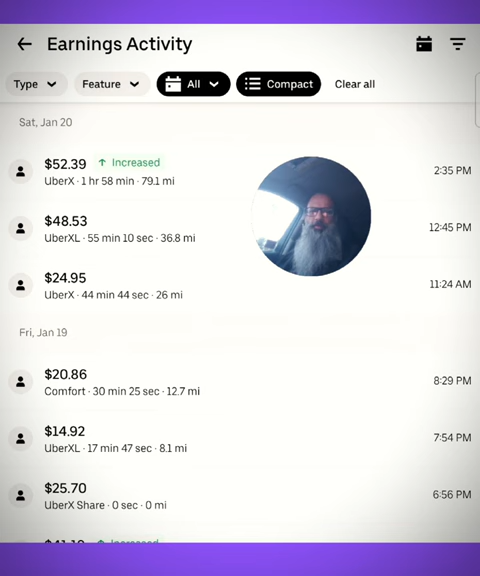 Earnings Activity
Type Feature All Compact Clear all
Sat, Jan 20
$52.39 Increased
UberX · 1 hr 58 min · 79.1 mi
2:35 PM
$48.53
UberXL · 55 min 10 sec · 36.8 mi
12:45 PM
$24.95
UberX · 44 min 44 sec · 26 mi
11:24 AM
Fri, Jan 19
$20.86
Comfort · 30 min 25 sec · 12.7 mi
8:29 PM
$14.92
UberXL · 17 min 47 sec · 8.1 mi
7:54 PM
$25.70
UberX Share · 0 sec · 0 mi
6:56 PM
Increased